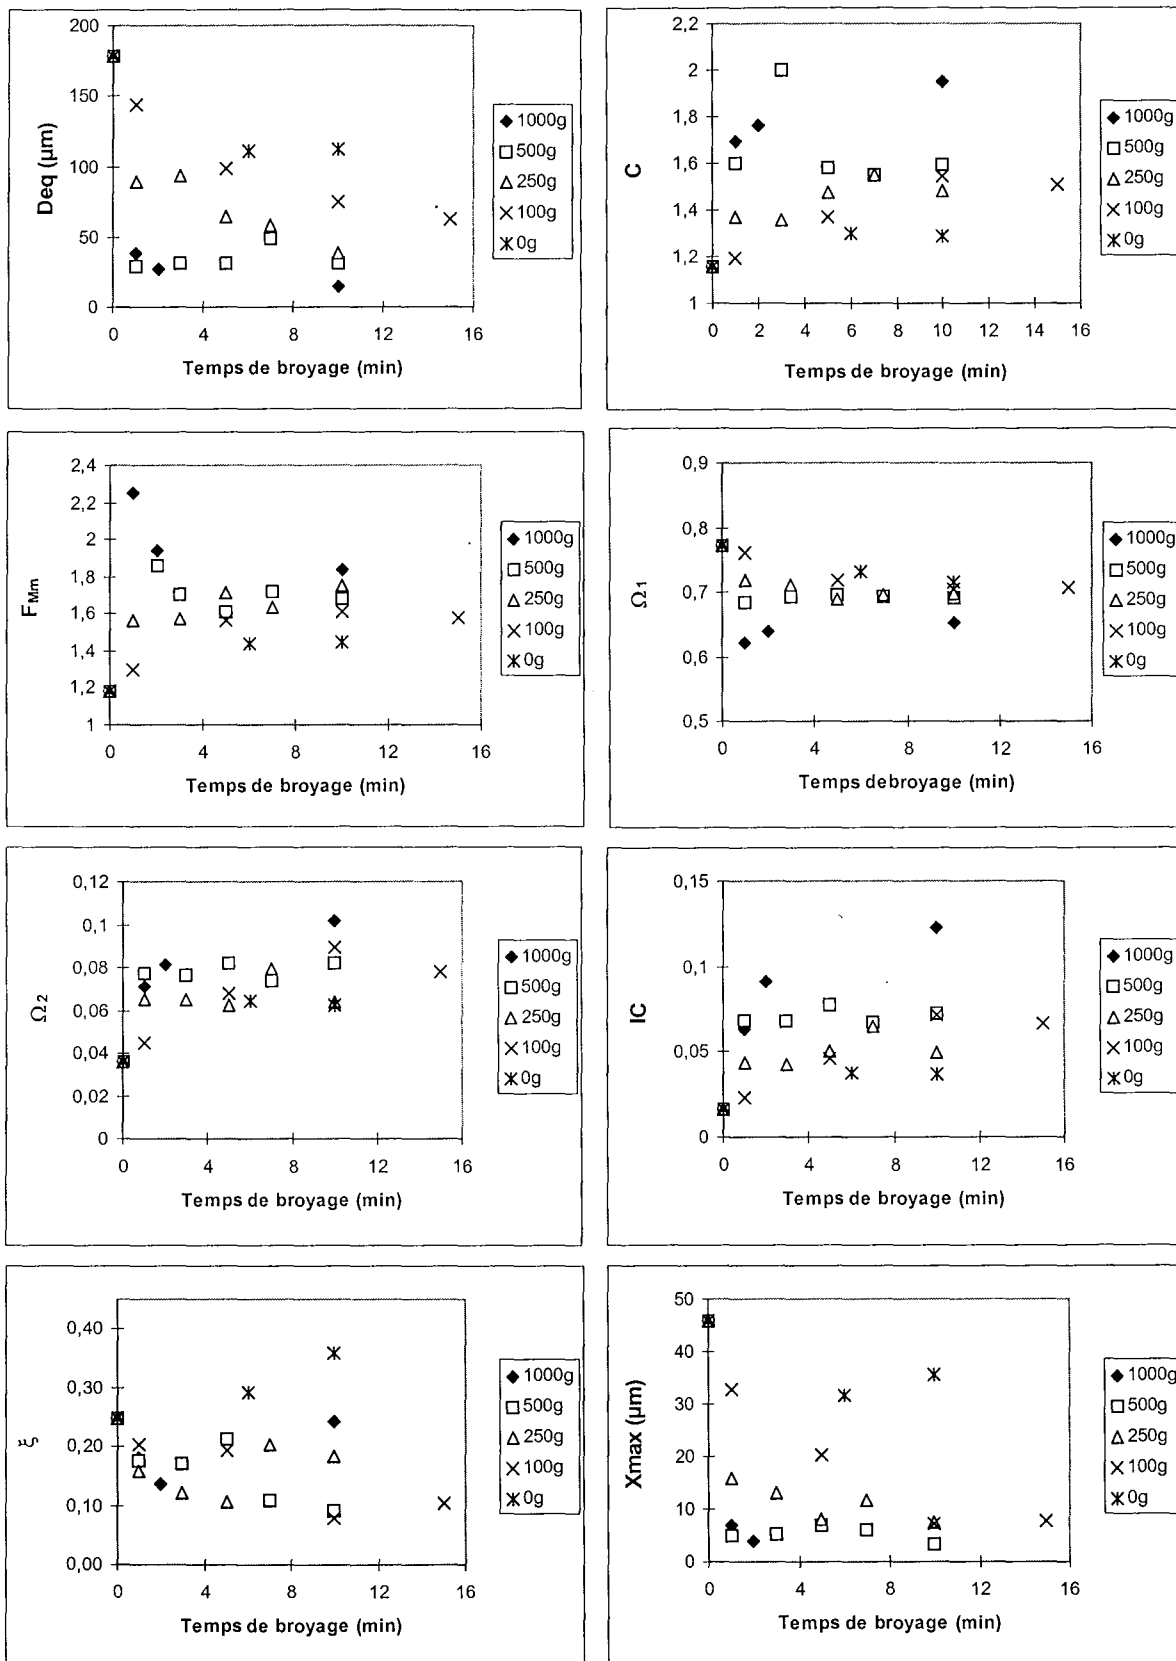 200
150
100
50
0
0 4 8 12 16
Deq (µm)
Temps de broyage (min)
1000g
500g
250g
100g
0g
2,2
2
1,8
1,6
1,4
1,2
1
0 2 4 6 8 10 12 14 16
C
Temps de broyage (min)
1000g
500g
250g
100g
0g
2,4
2,2
2
1,8
1,6
1,4
1,2
1
0 4 8 12 16
FMm
Temps de broyage (min)
1000g
500g
250g
100g
0g
0,9
0,8
0,7
0,6
0,5
0 4 8 12 16
Ω1
Temps debroyage (min)
1000g
500g
250g
100g
0g
0,12
0,1
0,08
0,06
0,04
0,02
0
0 4 8 12 16
Ω2
Temps de broyage (min)
1000g
500g
250g
100g
0g
0,15
0,1
0,05
0
0 4 8 12 16
IC
Temps de broyage (min)
1000g
500g
250g
100g
0g
0,40
0,30
0,20
0,10
0,00
0 4 8 12 16
ξ
Temps de broyage (min)
1000g
500g
250g
100g
0g
50
40
30
20
10
0
0 4 8 12 16
Xmax (µm)
Temps de broyage (min)
1000g
500g
250g
100g
0g